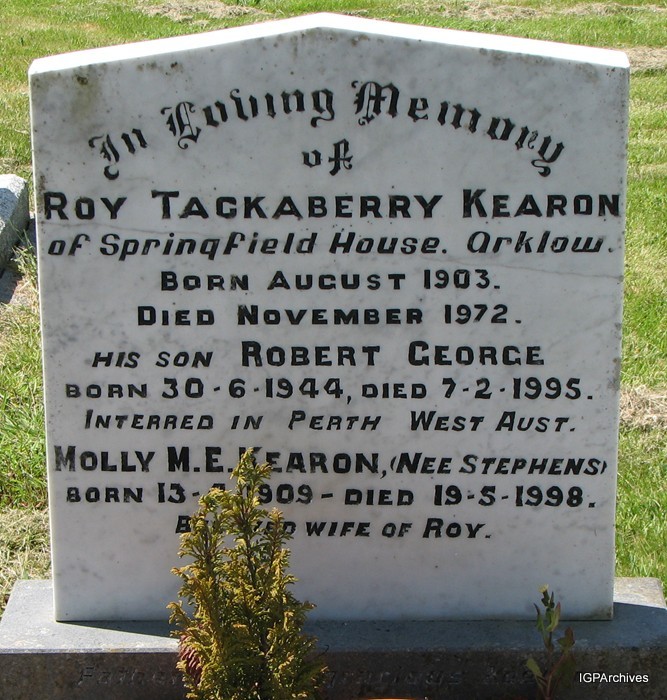 In Loving Memory
of
ROY TACKABERRY KEARON
of Springfield House. Arklow.
BORN AUGUST 1903.
DIED NOVEMBER 1972.
HIS SON ROBERT GEORGE
BORN 30-6-1944, DIED 7-2-1995.
INTERRED IN PERTH WEST AUST.
MOLLY M.E. KEARON, (NEE STEPHENS)
BORN 13- -1909 - DIED 19-5-1998.
WIFE OF ROY.
IGPArchives